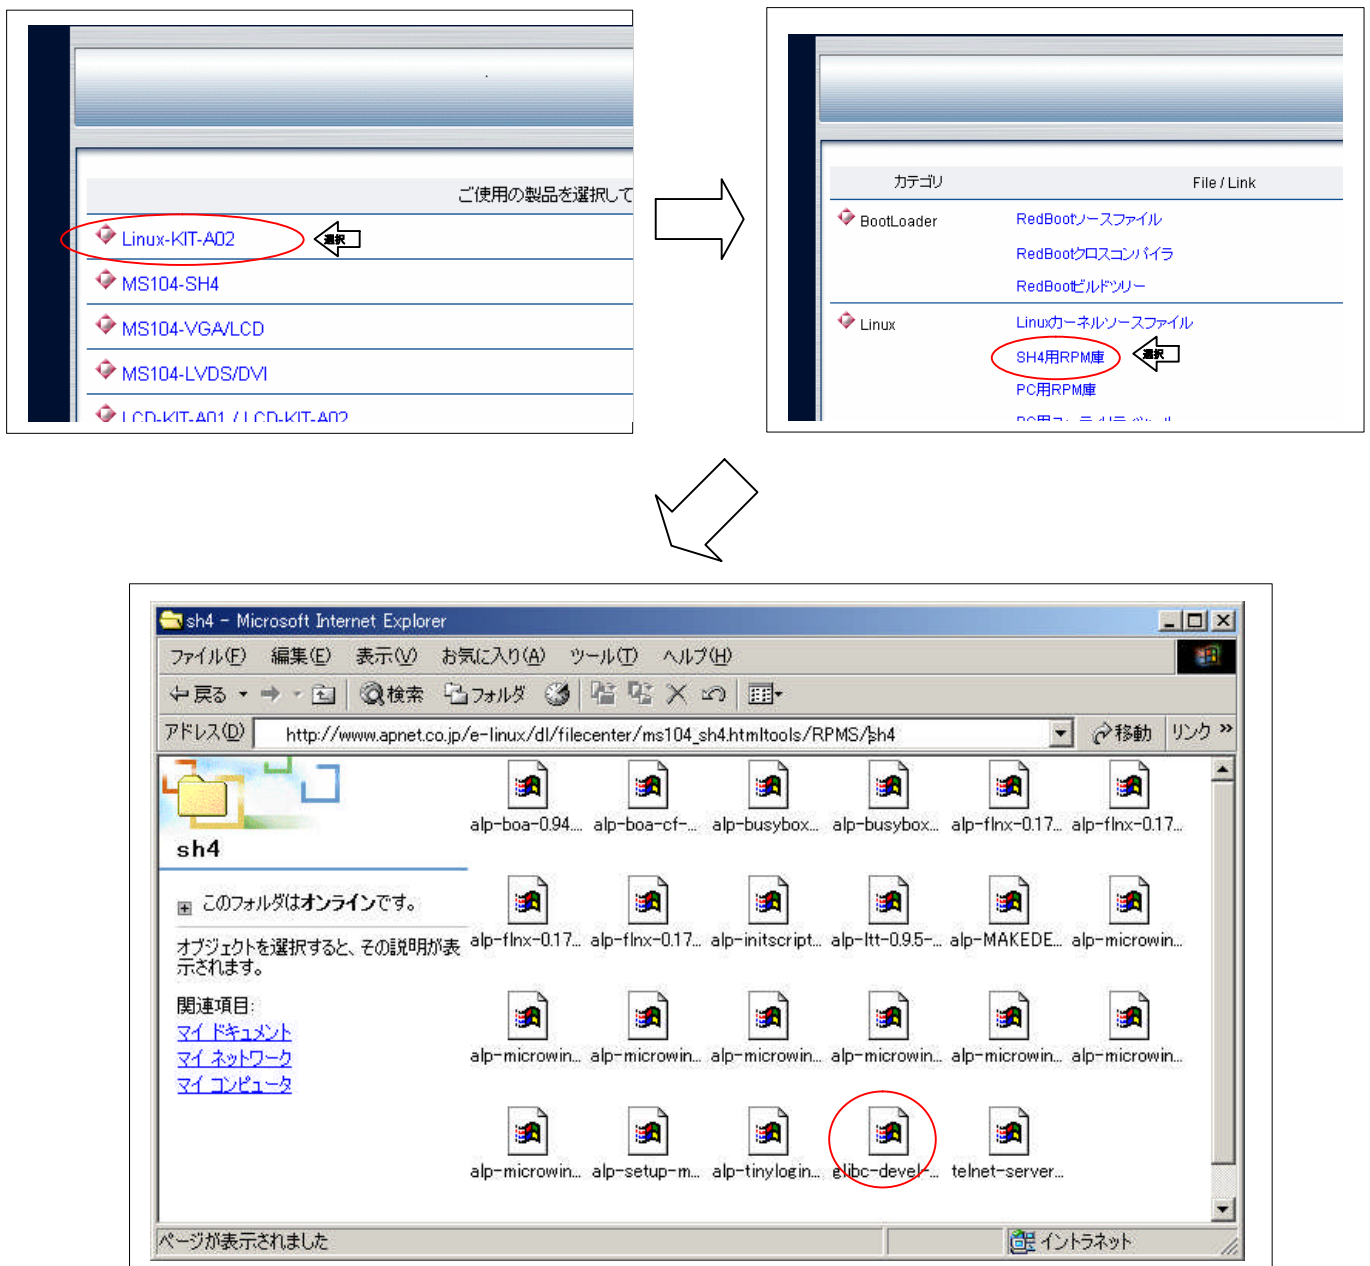 ご使用の製品を選択して
Linux-KIT-A02
選択
MS104-SH4
MS104-VGA/LCD
MS104-LVDS/DVI
LCD-KIT-A01 / LCD-KIT-A02
カテゴリ
File / Link
BootLoader
RedBootソースファイル
RedBootクロスコンパイラ
RedBootビルドツリー
Linux
Linuxカーネルソースファイル
SH4用RPM庫
選択
PC用RPM庫
sh4 - Microsoft Internet Explorer
ファイル(F) 編集(E) 表示(V) お気に入り(A) ツール(T) ヘルプ(H)
戻る 検索 フォルダ
アドレス(D) http://www.apnet.co.jp/e-linux/dl/filecenter/ms104_sh4.htmltools/RPMS/sh4 移動 リンク »
sh4
このフォルダはオンラインです。
オブジェクトを選択すると、その説明が表
示されます。
関連項目:
マイ ドキュメント
マイ ネットワーク
マイ コンピュータ
alp-boa-0.94... alp-boa-cf-... alp-busybox... alp-busybox... alp-flnx-0.17... alp-flnx-0.17...
alp-flnx-0.17... alp-flnx-0.17... alp-initscript... alp-ltt-0.9.5-... alp-MAKEDE... alp-microwin...
alp-microwin... alp-microwin... alp-microwin... alp-microwin... alp-microwin... alp-microwin...
alp-microwin... alp-setup-m... alp-tinylogin... glibc-devel-... telnet-server...
ページが表示されました
イントラネット